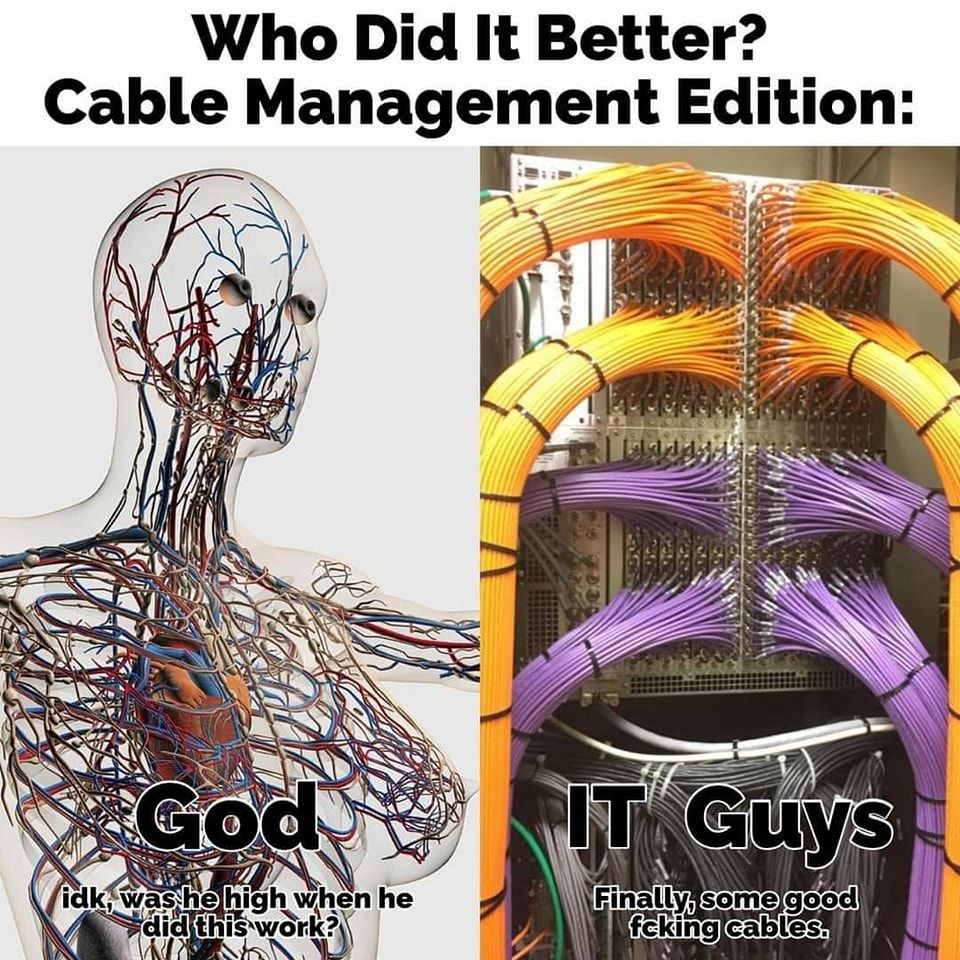 Who Did It Better?
Cable Management Edition:
God
idk, was he high when he
did this work?
IT Guys
Finally, some good
fcking cables.